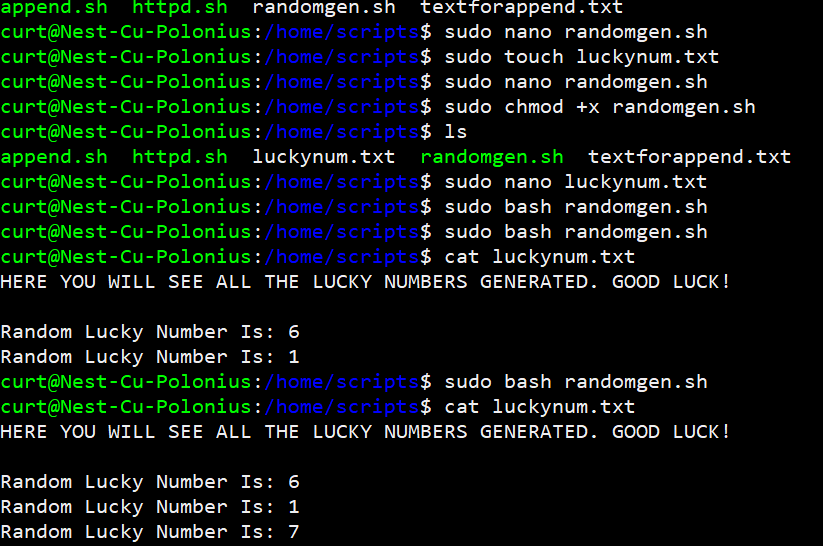 append.sh  httpd.sh  randomgen.sh  textforappend.txt
curt@Nest-Cu-Polonius:/home/scripts$ sudo nano randomgen.sh
curt@Nest-Cu-Polonius:/home/scripts$ sudo touch luckynum.txt
curt@Nest-Cu-Polonius:/home/scripts$ sudo nano randomgen.sh
curt@Nest-Cu-Polonius:/home/scripts$ sudo chmod +x randomgen.sh
curt@Nest-Cu-Polonius:/home/scripts$ ls
append.sh  httpd.sh  luckynum.txt  randomgen.sh  textforappend.txt
curt@Nest-Cu-Polonius:/home/scripts$ sudo nano luckynum.txt
curt@Nest-Cu-Polonius:/home/scripts$ sudo bash randomgen.sh
curt@Nest-Cu-Polonius:/home/scripts$ sudo bash randomgen.sh
curt@Nest-Cu-Polonius:/home/scripts$ cat luckynum.txt
HERE YOU WILL SEE ALL THE LUCKY NUMBERS GENERATED. GOOD LUCK!

Random Lucky Number Is: 6
Random Lucky Number Is: 1
curt@Nest-Cu-Polonius:/home/scripts$ sudo bash randomgen.sh
curt@Nest-Cu-Polonius:/home/scripts$ cat luckynum.txt
HERE YOU WILL SEE ALL THE LUCKY NUMBERS GENERATED. GOOD LUCK!

Random Lucky Number Is: 6
Random Lucky Number Is: 1
Random Lucky Number Is: 7